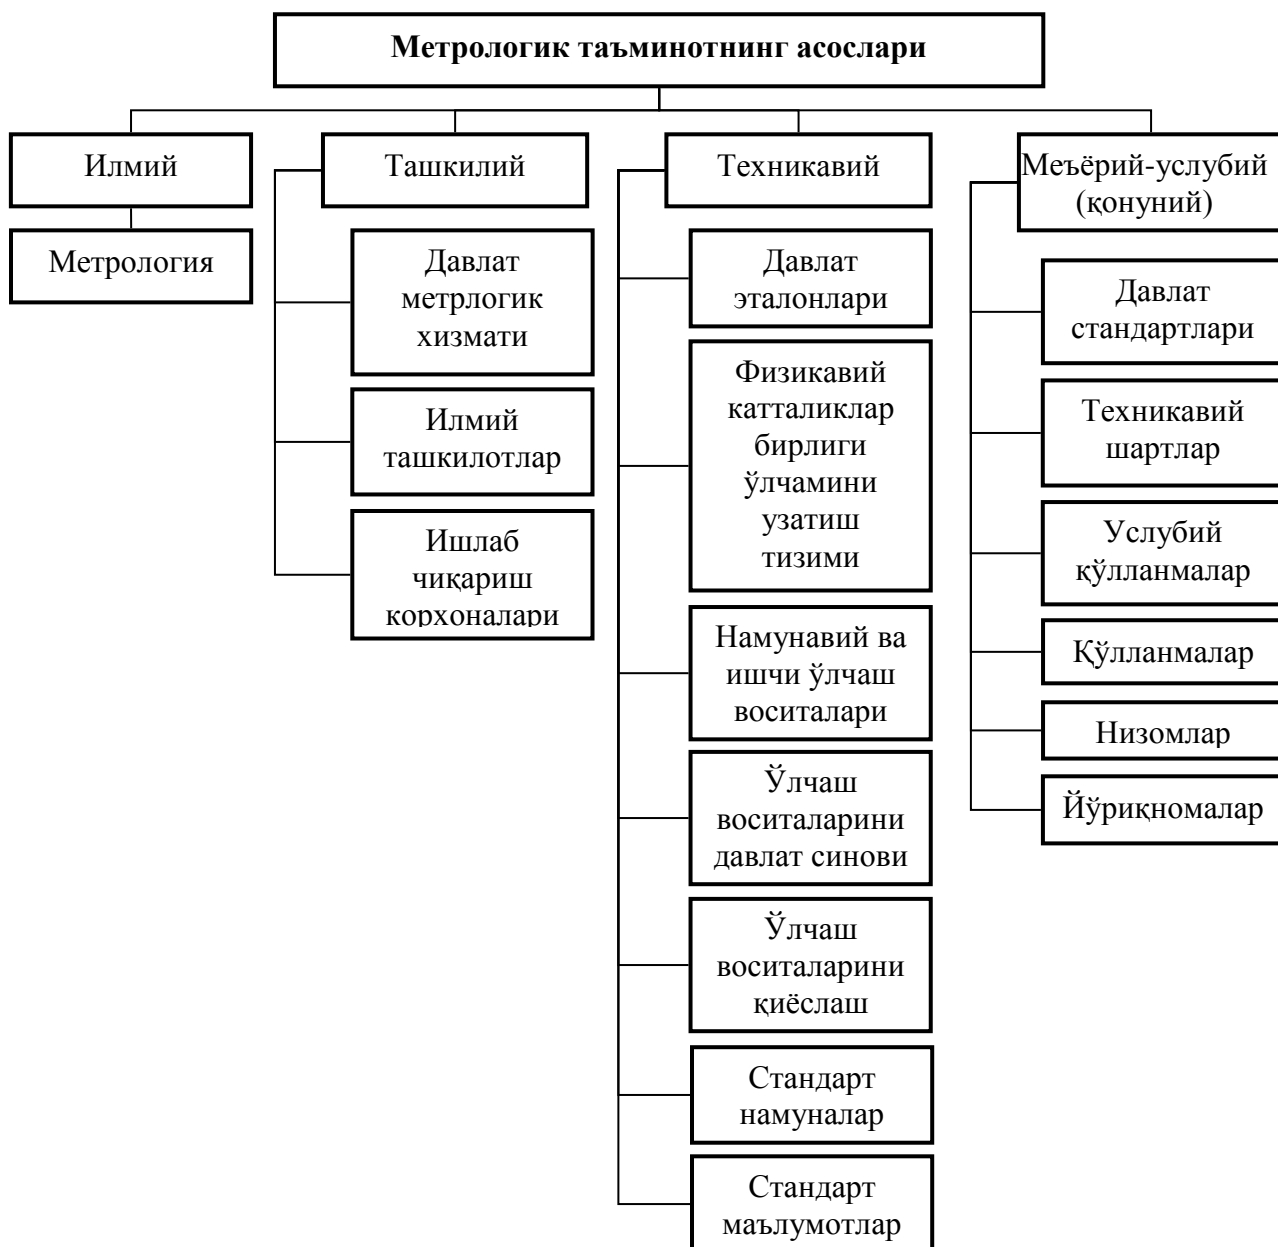 Метрологик таъминотнинг асослари
Илмий
Метрология
Ташкилий
Давлат
метрлогик
хизмати
Илмий
ташкилотлар
Ишлаб
чиқариш
корхоналари
Техникавий
Давлат
эталонлари
Физикавий
катталиклар
бирлиги
ўлчамини
узатиш
тизими
Намунавий ва
ишчи ўлчаш
воситалари
Ўлчаш
воситаларини
давлат синови
Ўлчаш
воситаларини
қиёслаш
Стандарт
намуналар
Стандарт
маълумотлар
Меъёрий-услубий
(қонуний)
Давлат
стандартлари
Техникавий
шартлар
Услубий
қўлланмалар
Қўлланмалар
Низомлар
Йўриқномалар